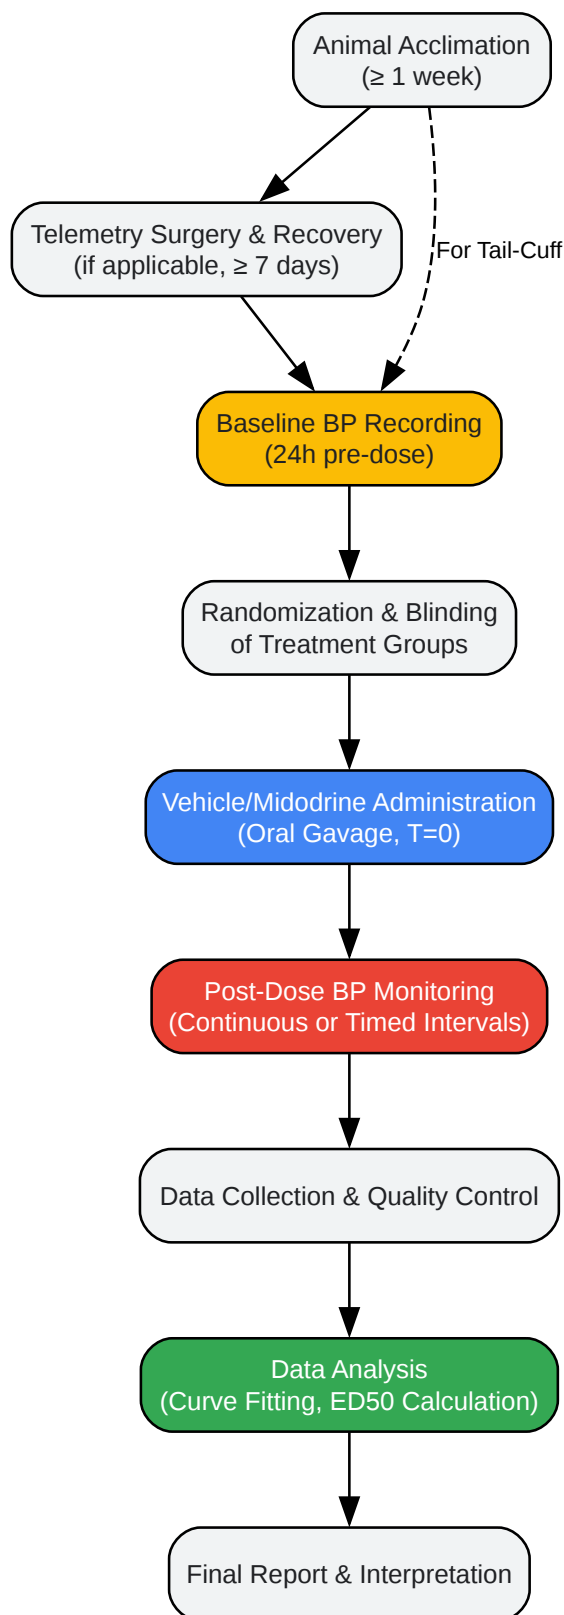 Animal Acclimation
(≥ 1 week)
Telemetry Surgery & Recovery
(if applicable, ≥ 7 days)
For Tail-Cuff
Baseline BP Recording
(24h pre-dose)
Randomization & Blinding
of Treatment Groups
Vehicle/Midodrine Administration
(Oral Gavage, T=0)
Post-Dose BP Monitoring
(Continuous or Timed Intervals)
Data Collection & Quality Control
Data Analysis
(Curve Fitting, ED50 Calculation)
Final Report & Interpretation